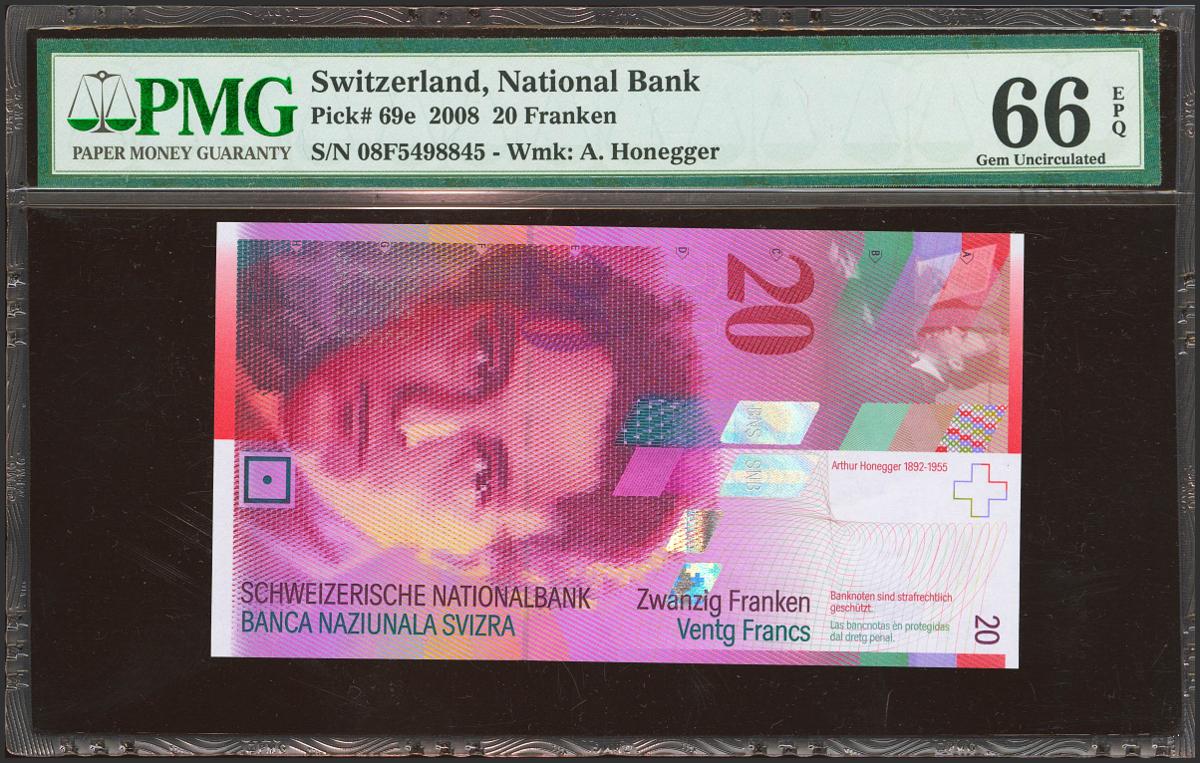 PMG
PAPER MONEY GUARANTY
Switzerland, National Bank
Pick# 69e 2008 20 Franken
S/N 08F5498845 - Wmk: A. Honegger
66
EPQ
Gem Uncirculated
H G F E D C B A
20
BNS
SNB
Arthur Honegger 1892-1955
SCHWEIZERISCHE NATIONALBANK
BANCA NAZIUNALA SVIZRA
Zwanzig Franken
Ventg Francs
Banknoten sind strafrechtlich
geschützt.
Las bancnotas èn protegidas
dal dretg penal.
20